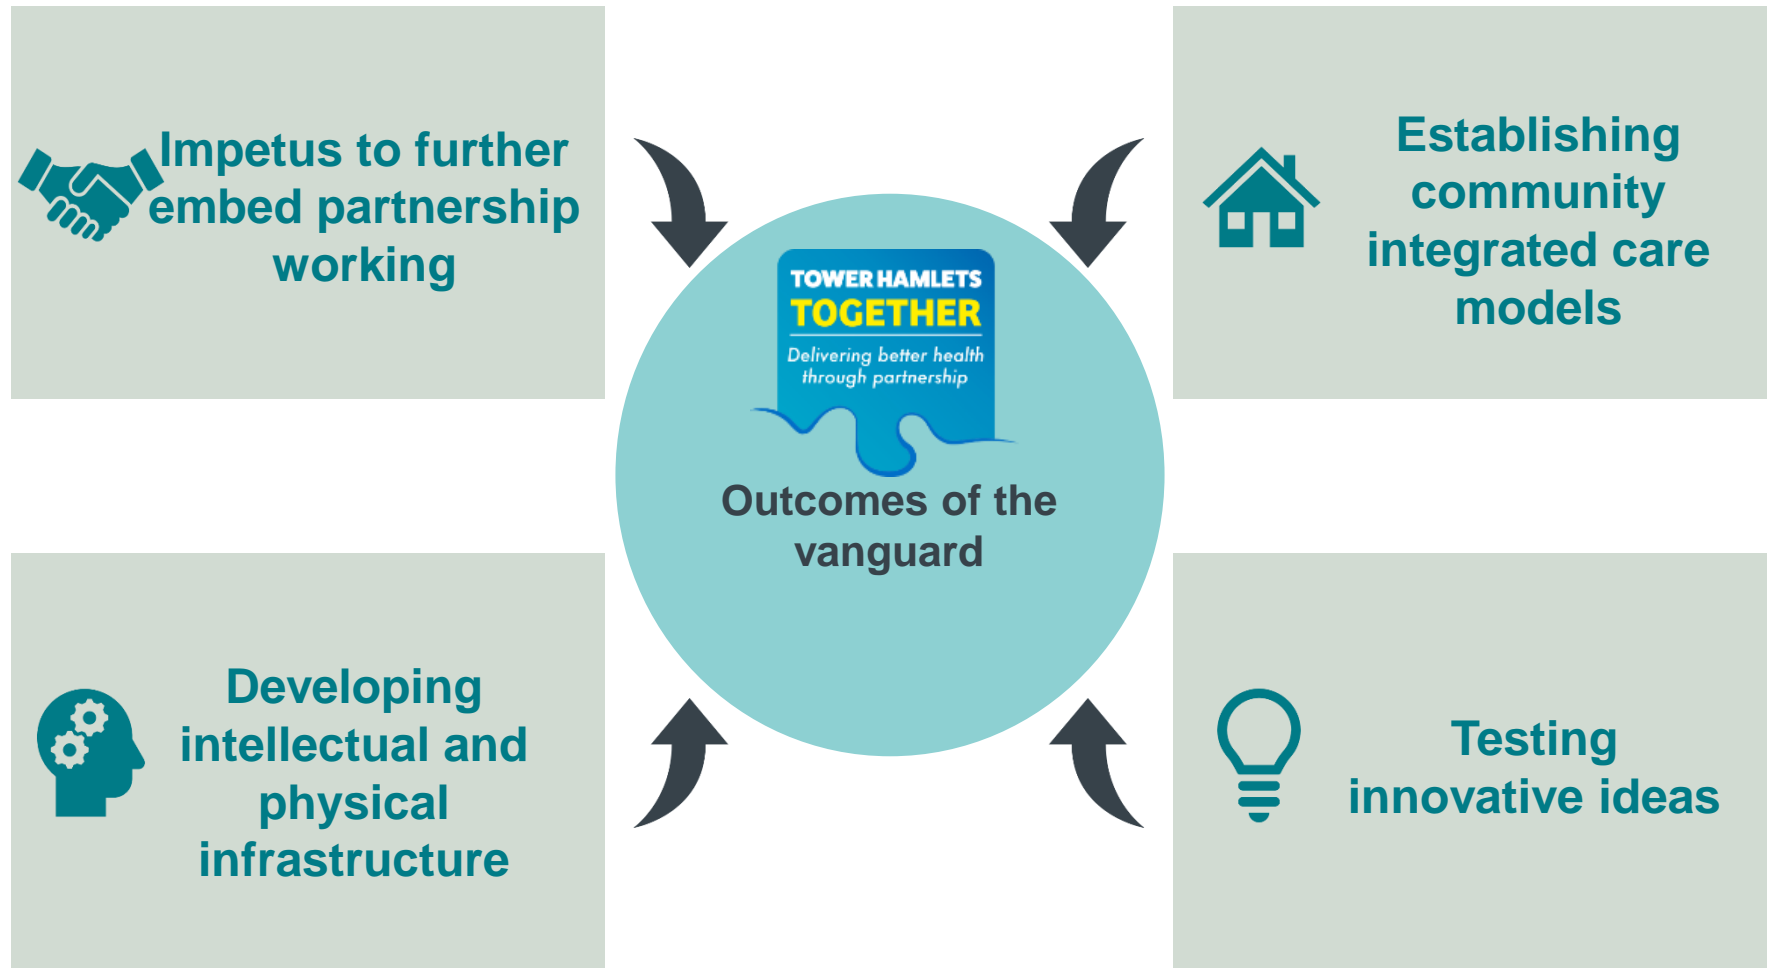 Impetus to further
embed partnership
working
Establishing
community
integrated care
models
TOWER HAMLETS
TOGETHER
Delivering better health
through partnership
Outcomes of the
vanguard
Developing
intellectual and
physical
infrastructure
Testing
innovative ideas